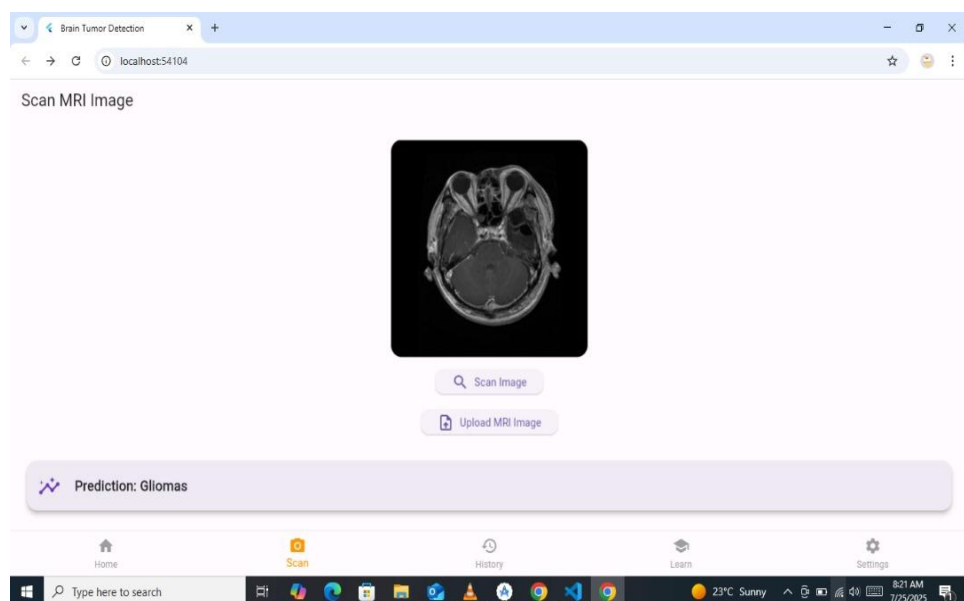 Brain Tumor Detection
localhost:54104
Scan MRI Image
Scan Image
Upload MRI Image
Prediction: Gliomas
Home
Scan
History
Learn
Settings
Type here to search
23°C Sunny
8:21 AM
7/25/2025